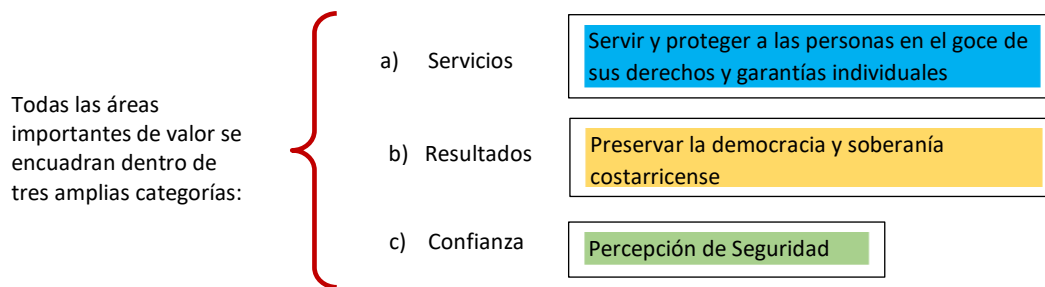 Todas las áreas
importantes de valor se
encuadran dentro de
tres amplias categorías:
a) Servicios
Servir y proteger a las personas en el goce de
sus derechos y garantías individuales
b) Resultados
Preservar la democracia y soberanía
costarricense
c) Confianza
Percepción de Seguridad